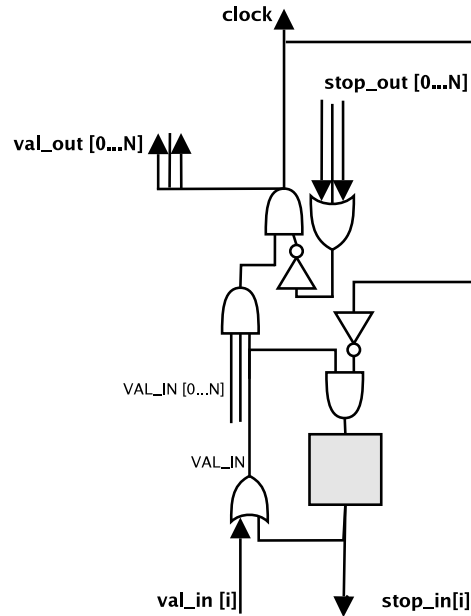 clock
stop_out [0...N]
val_out [0...N]
VAL_IN [0...N]
VAL_IN
val_in [i]
stop_in[i]